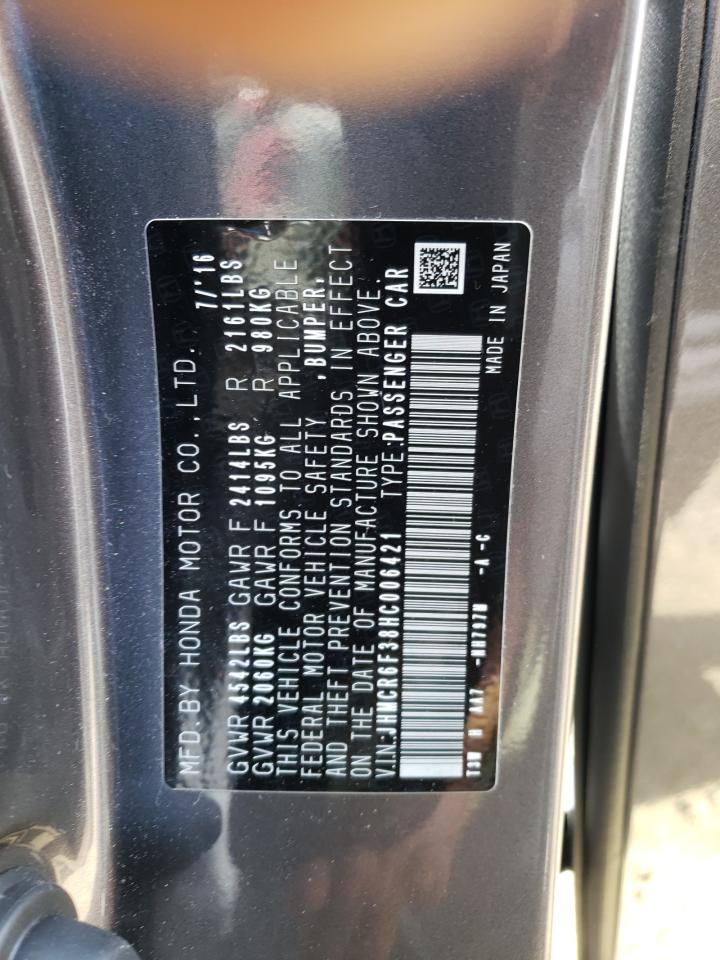 MFD. BY HONDA MOTOR CO., LTD. 7/'16
GVWR 4542LBS GAWR F 2414LBS R 2161LBS
GVWR 2060KG GAWR F 1095KG R 980KG
THIS VEHICLE CONFORMS TO ALL APPLICABLE
FEDERAL MOTOR VEHICLE SAFETY ,BUMPER,
AND THEFT PREVENTION STANDARDS IN EFFECT
ON THE DATE OF MANUFACTURE SHOWN ABOVE.
V.I.N.:JHMCR6F38HC006421 TYPE:PASSENGER CAR
-A -C
MADE IN JAPAN